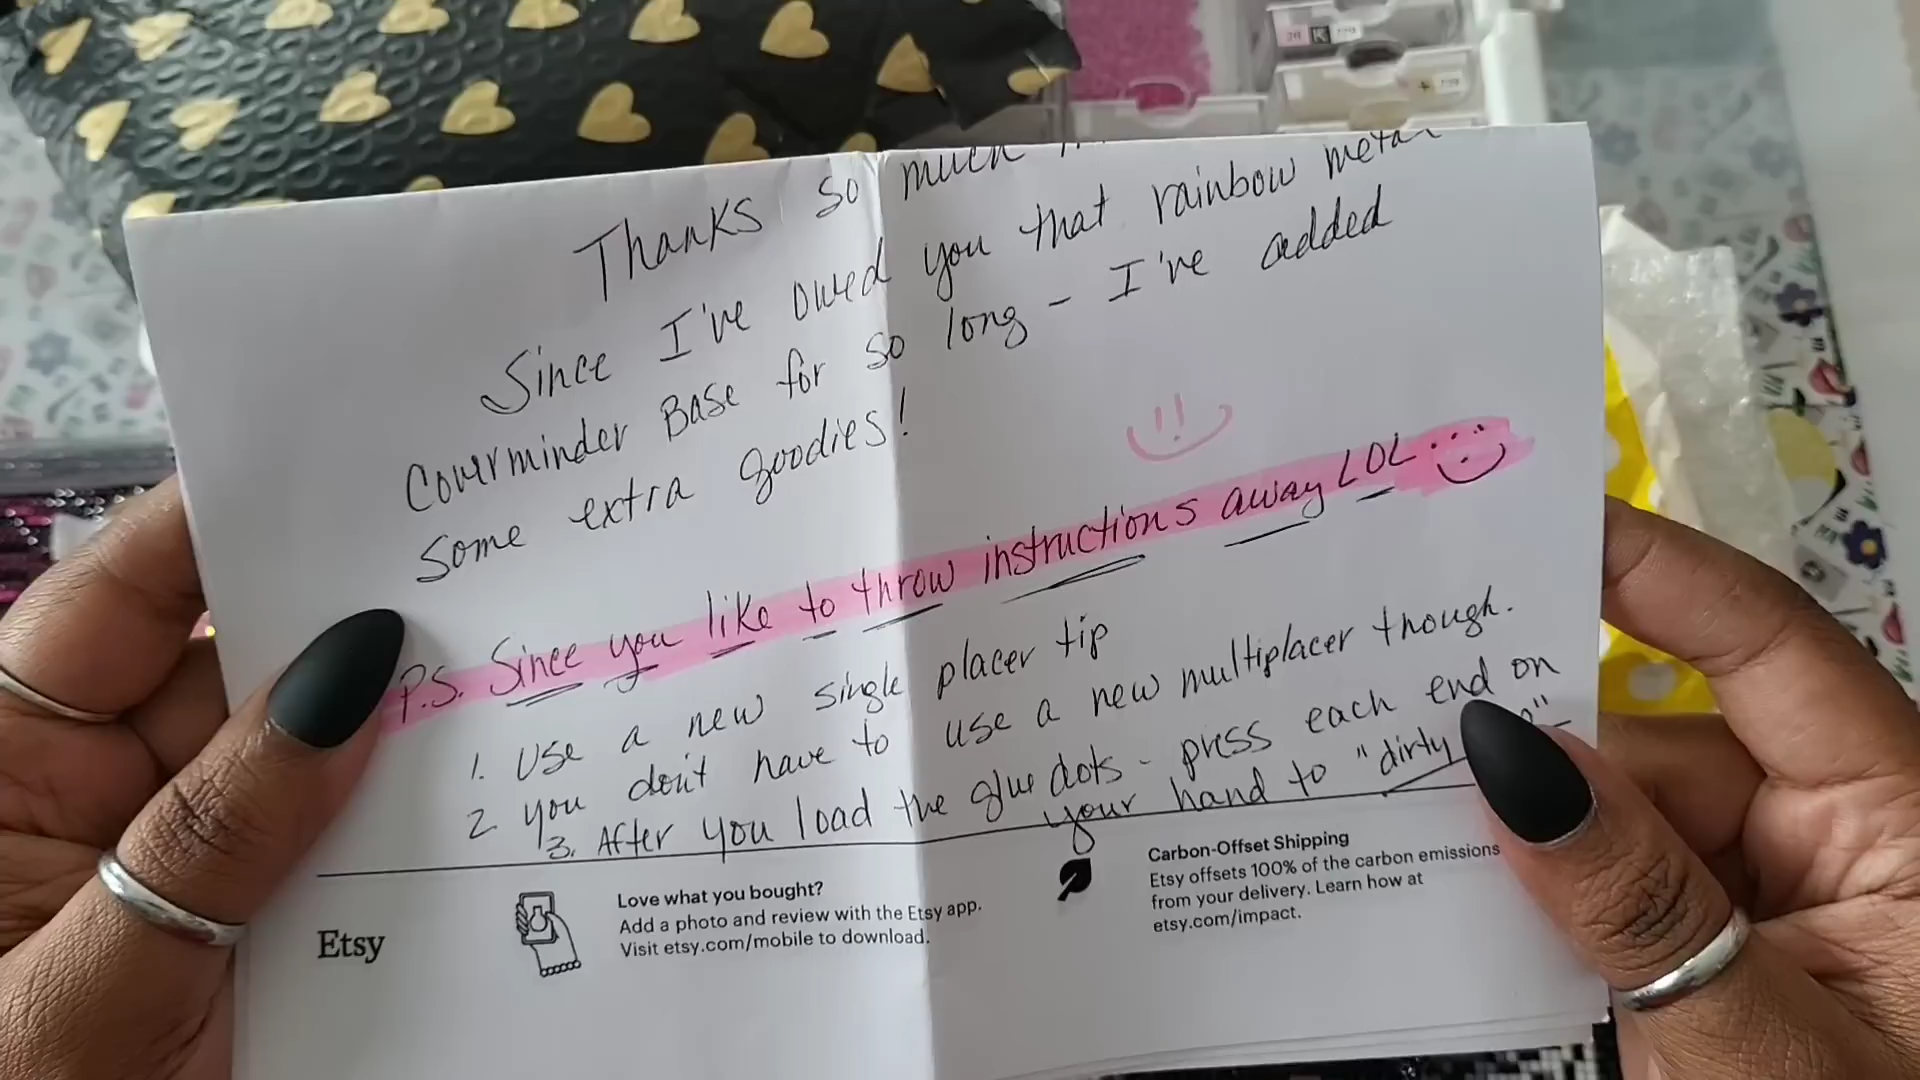 Thanks so much
Since I've owed you that rainbow metal
Coverminder Base for so long - I've added
some extra goodies!
P.S. Since you like to throw instructions away LOL
1. Use a new single placer tip
2 you don't have to use a new multiplacer though.
3. After you load the glue dots - press each end on
your hand to "dirty
Etsy
Love what you bought?
Add a photo and review with the Etsy app.
Visit etsy.com/mobile to download.
Carbon-Offset Shipping
Etsy offsets 100% of the carbon emissions
from your delivery. Learn how at
etsy.com/impact.